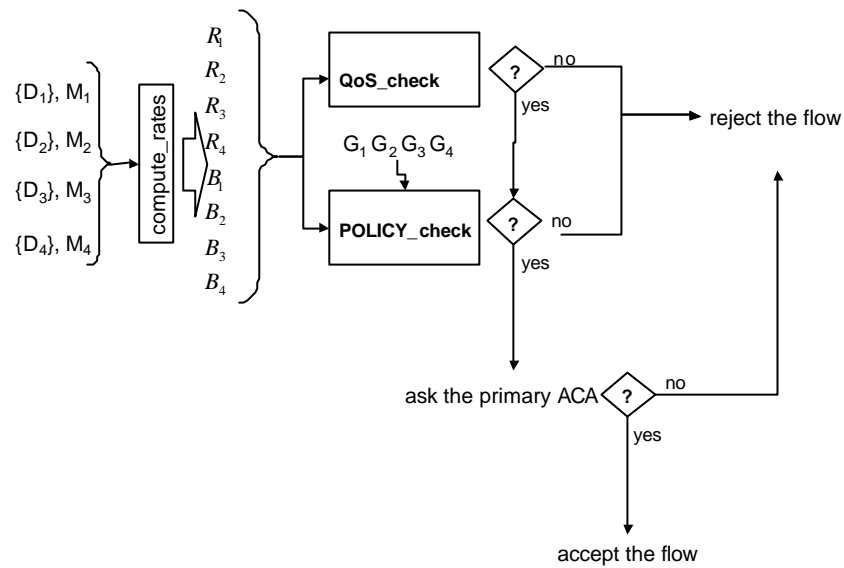 {D₁}, M₁
{D₂}, M₂
{D₃}, M₃
{D₄}, M₄
compute_rates
R₁
R₂
R₃
R₄
B₁
B₂
B₃
B₄
QoS_check
G₁ G₂ G₃ G₄
POLICY_check
?
no
yes
?
no
yes
reject the flow
ask the primary ACA
?
no
yes
accept the flow